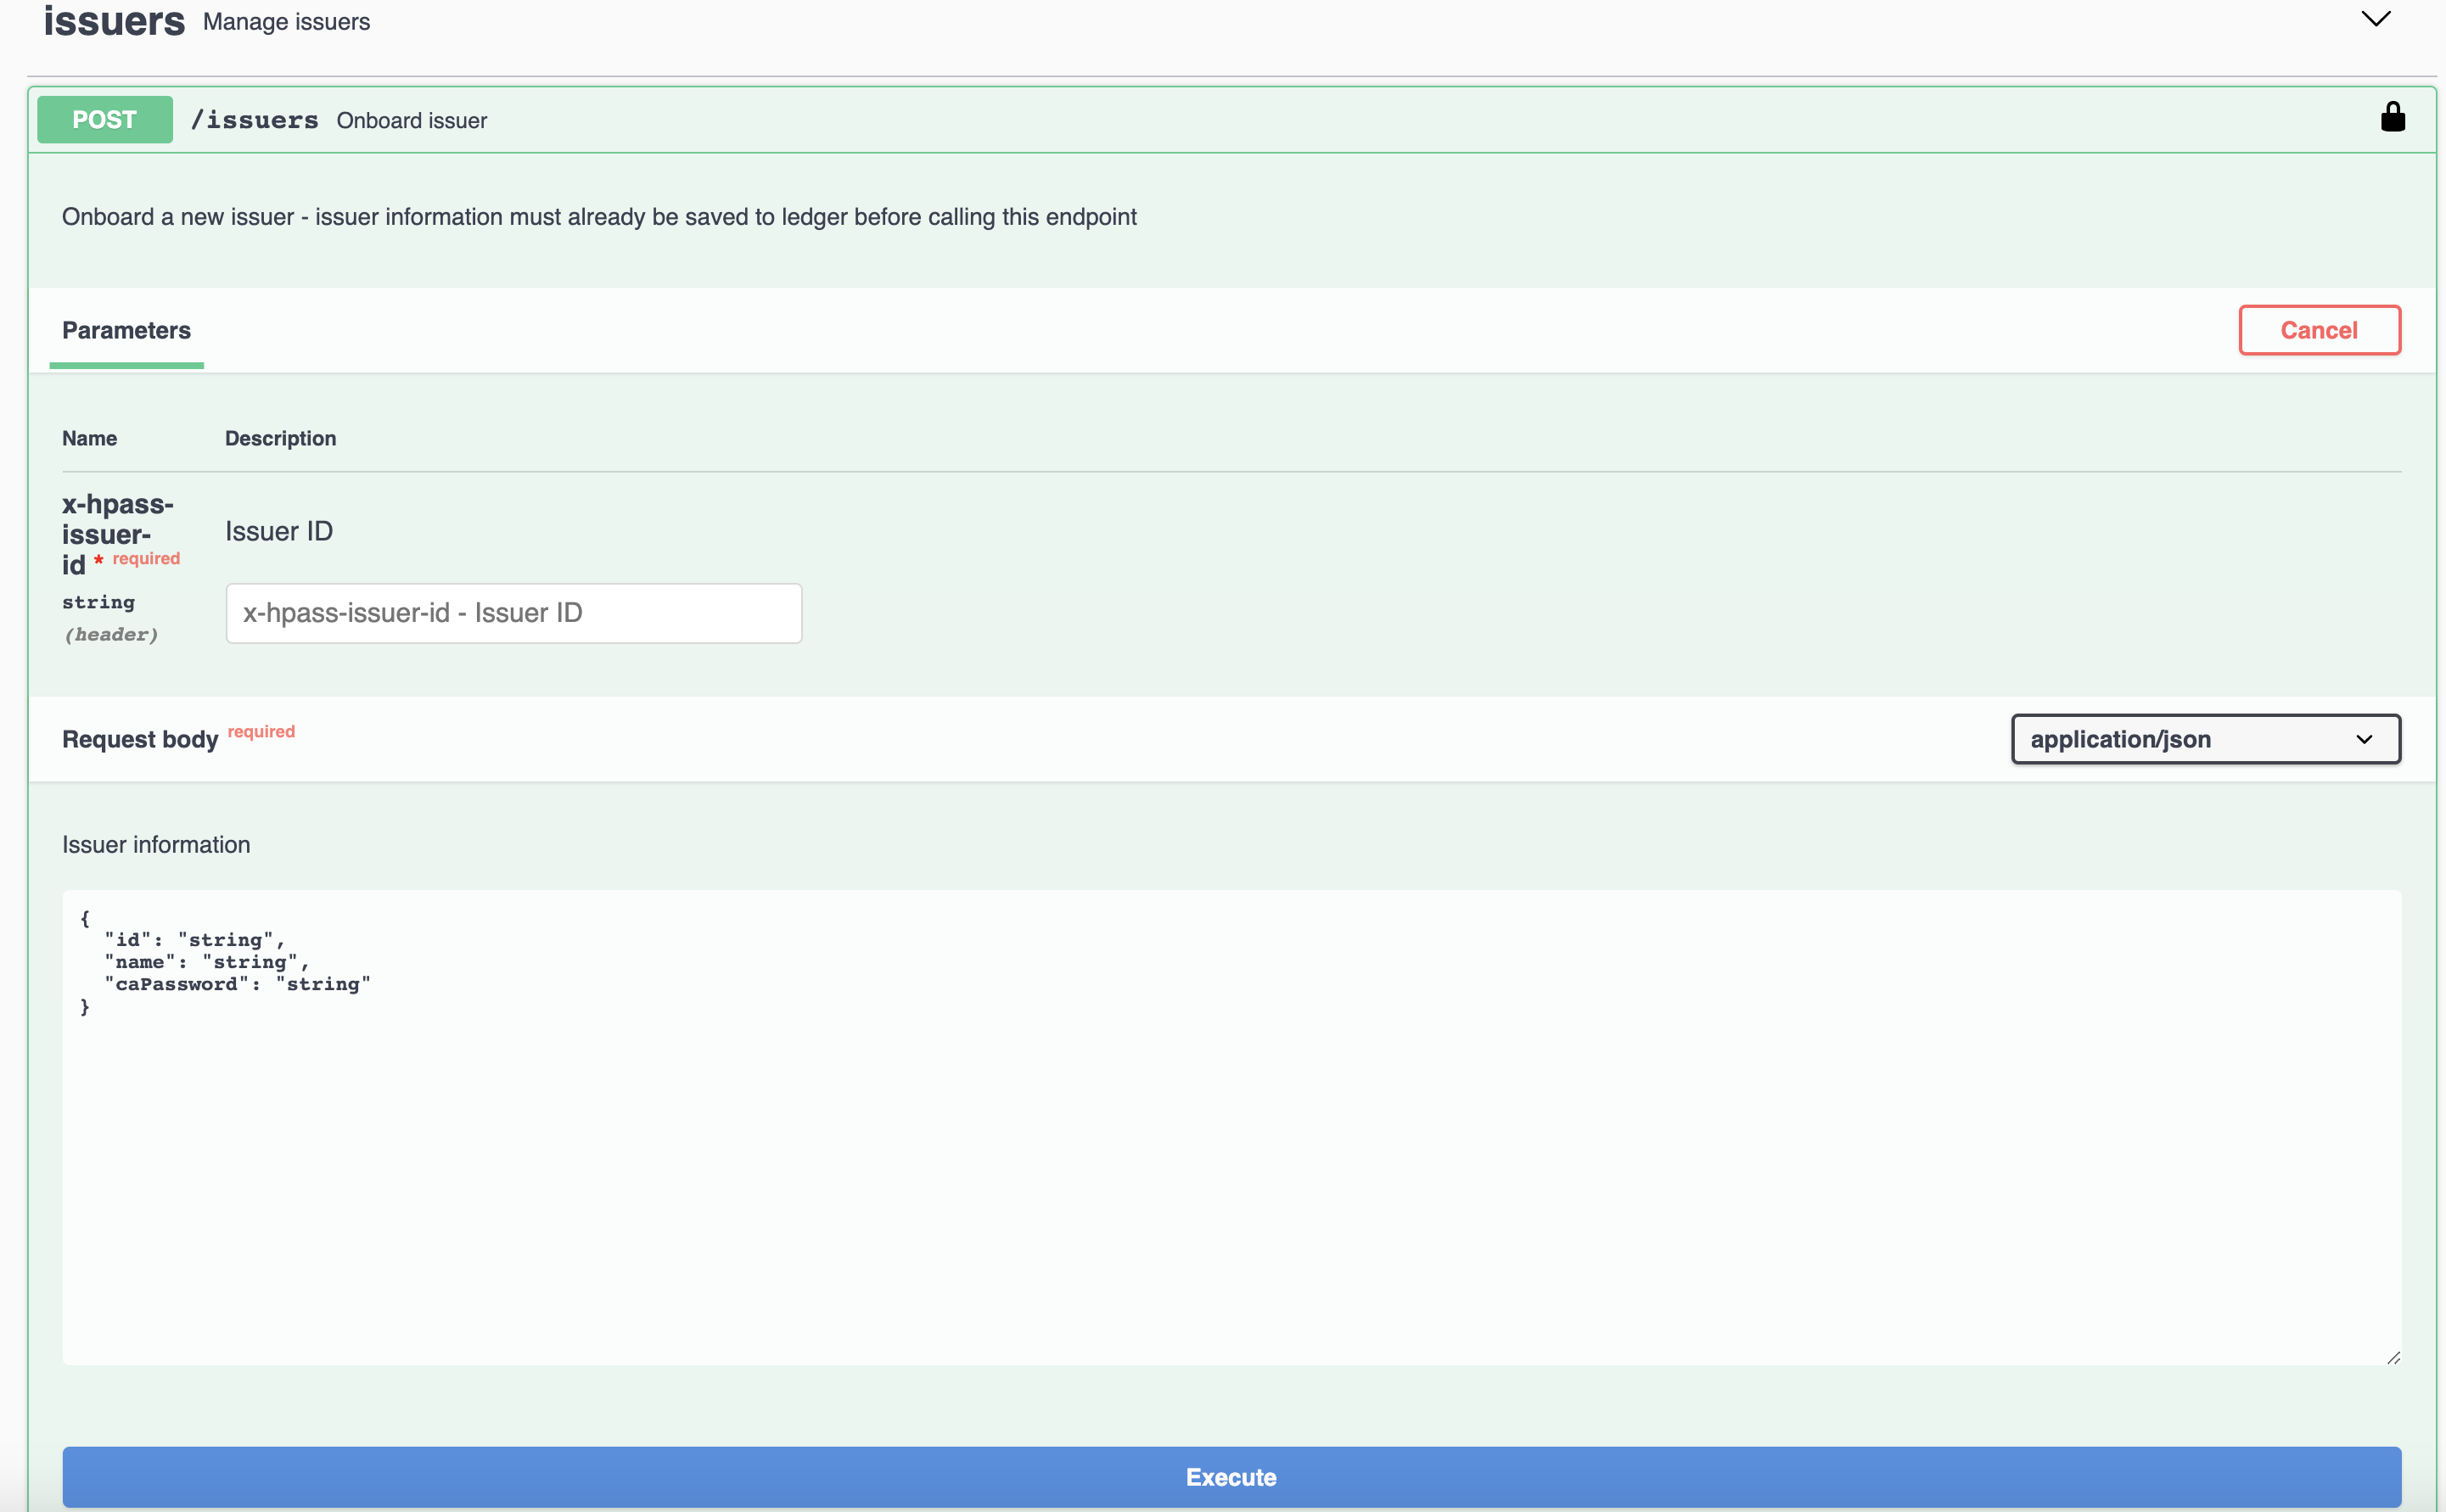 issuers Manage issuers
POST /issuers Onboard issuer
Onboard a new issuer - issuer information must already be saved to ledger before calling this endpoint
Parameters
Cancel
Name Description
x-hpass-
issuer-
id * required
string
(header)
Issuer ID
x-hpass-issuer-id - Issuer ID
Request body required
application/json
Issuer information
{
  "id": "string",
  "name": "string",
  "caPassword": "string"
}
Execute